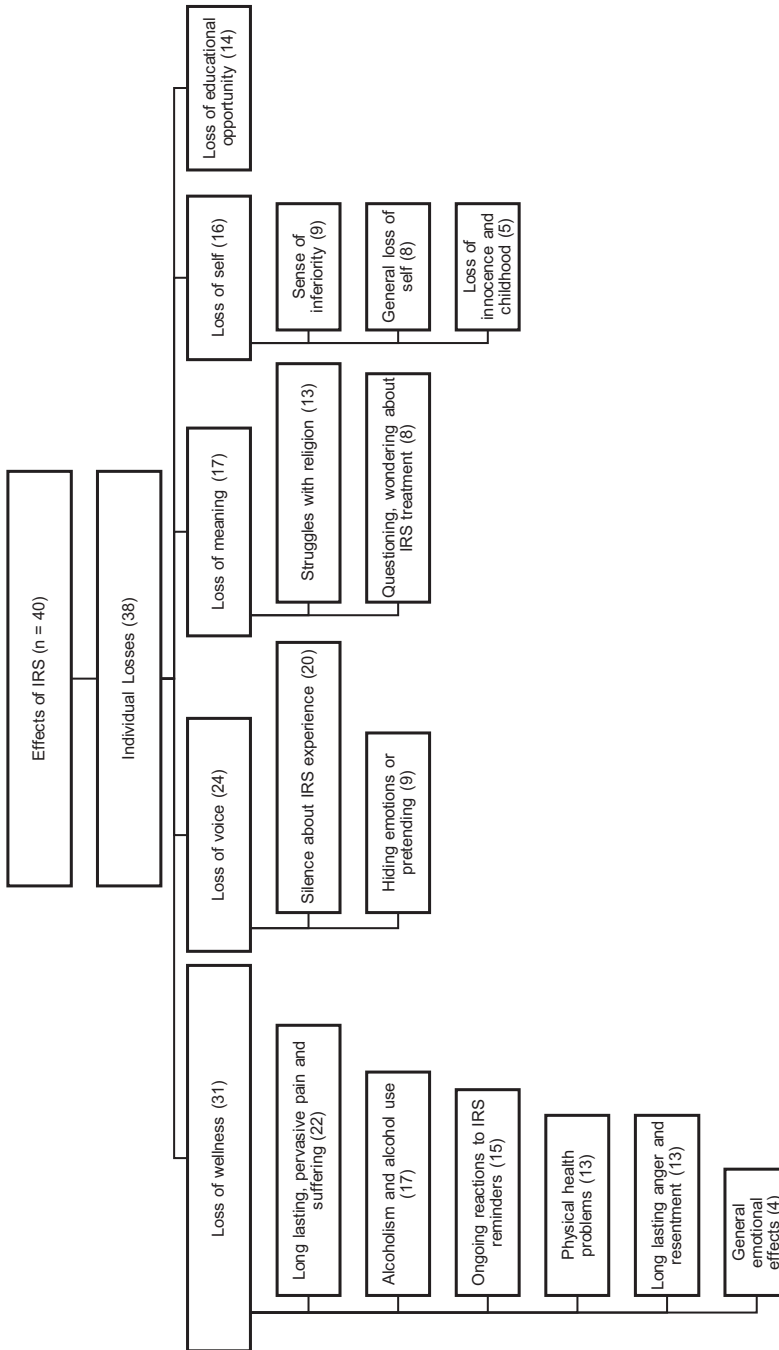 Effects of IRS (n = 40)
Individual Losses (38)
Loss of wellness (31)
Long lasting, pervasive pain and
suffering (22)
Alcoholism and alcohol use
(17)
Ongoing reactions to IRS
reminders (15)
Physical health
problems (13)
Long lasting anger and
resentment (13)
General
emotional
effects (4)
Loss of voice (24)
Silence about IRS experience (20)
Hiding emotions or
pretending (9)
Loss of meaning (17)
Struggles with religion (13)
Questioning, wondering about
IRS treatment (8)
Loss of self (16)
Sense of
inferiority (9)
General loss of
self (8)
Loss of
innocence and
childhood (5)
Loss of educational
opportunity (14)